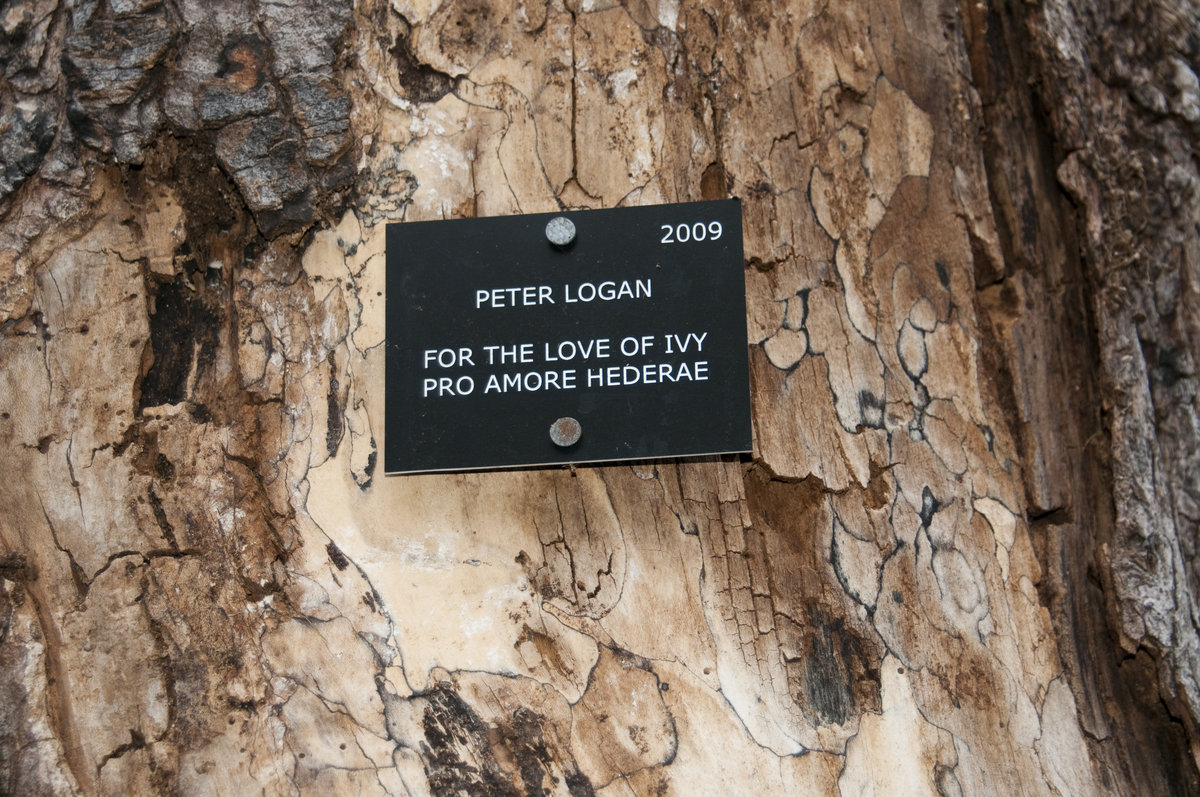 2009
PETER LOGAN
FOR THE LOVE OF IVY
PRO AMORE HEDERAE